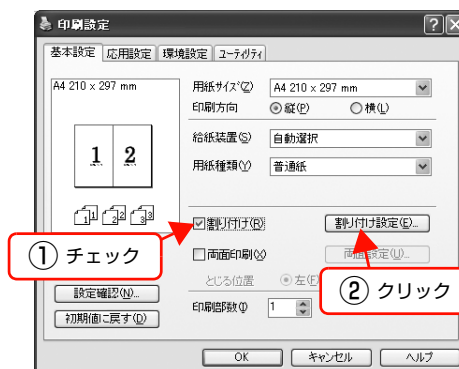 印刷設定
基本設定 応用設定 環境設定 ユーティリティ
A4 210 x 297 mm
用紙サイズ(Z) A4 210 x 297 mm
印刷方向 縦(P) 横(L)
給紙装置(S) 自動選択
用紙種類(Y) 普通紙
1 2
1 1 2 2 3 3
割り付け(R) 割り付け設定(E)...
① チェック
両面印刷(X) 両面設定(U)...
とじる位置 左(F)
② クリック
設定確認(N)...
印刷部数(I) 1
初期値に戻す(D)
OK キャンセル ヘルプ